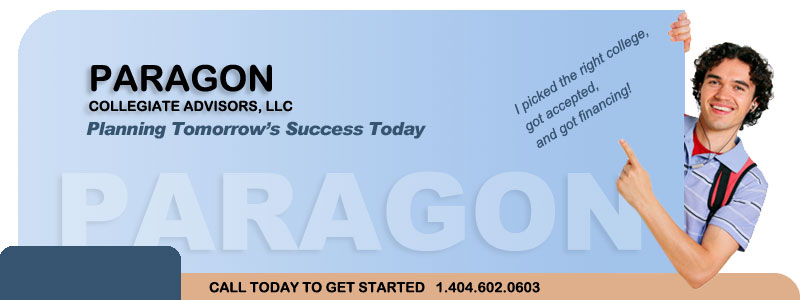 PARAGON
COLLEGIATE ADVISORS, LLC
Planning Tomorrow's Success Today
I picked the right college,
got accepted,
and got financing!
PARAGON
CALL TODAY TO GET STARTED 1.404.602.0603